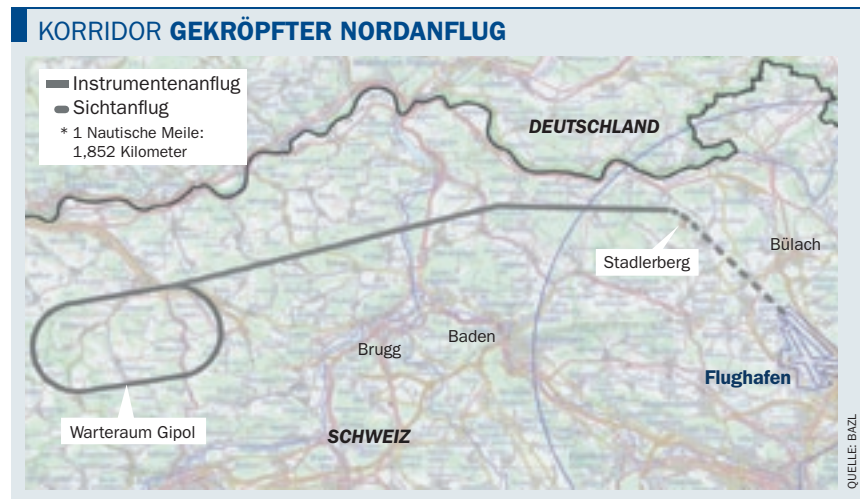 KORRIDOR GEKRÖPFTER NORDANFLUG
Instrumentenanflug
Sichtanflug
* 1 Nautische Meile:
1,852 Kilometer
DEUTSCHLAND
Stadlerberg
Bülach
Brugg
Baden
Flughafen
Warteraum Gipol
SCHWEIZ
QUELLE: BAZL